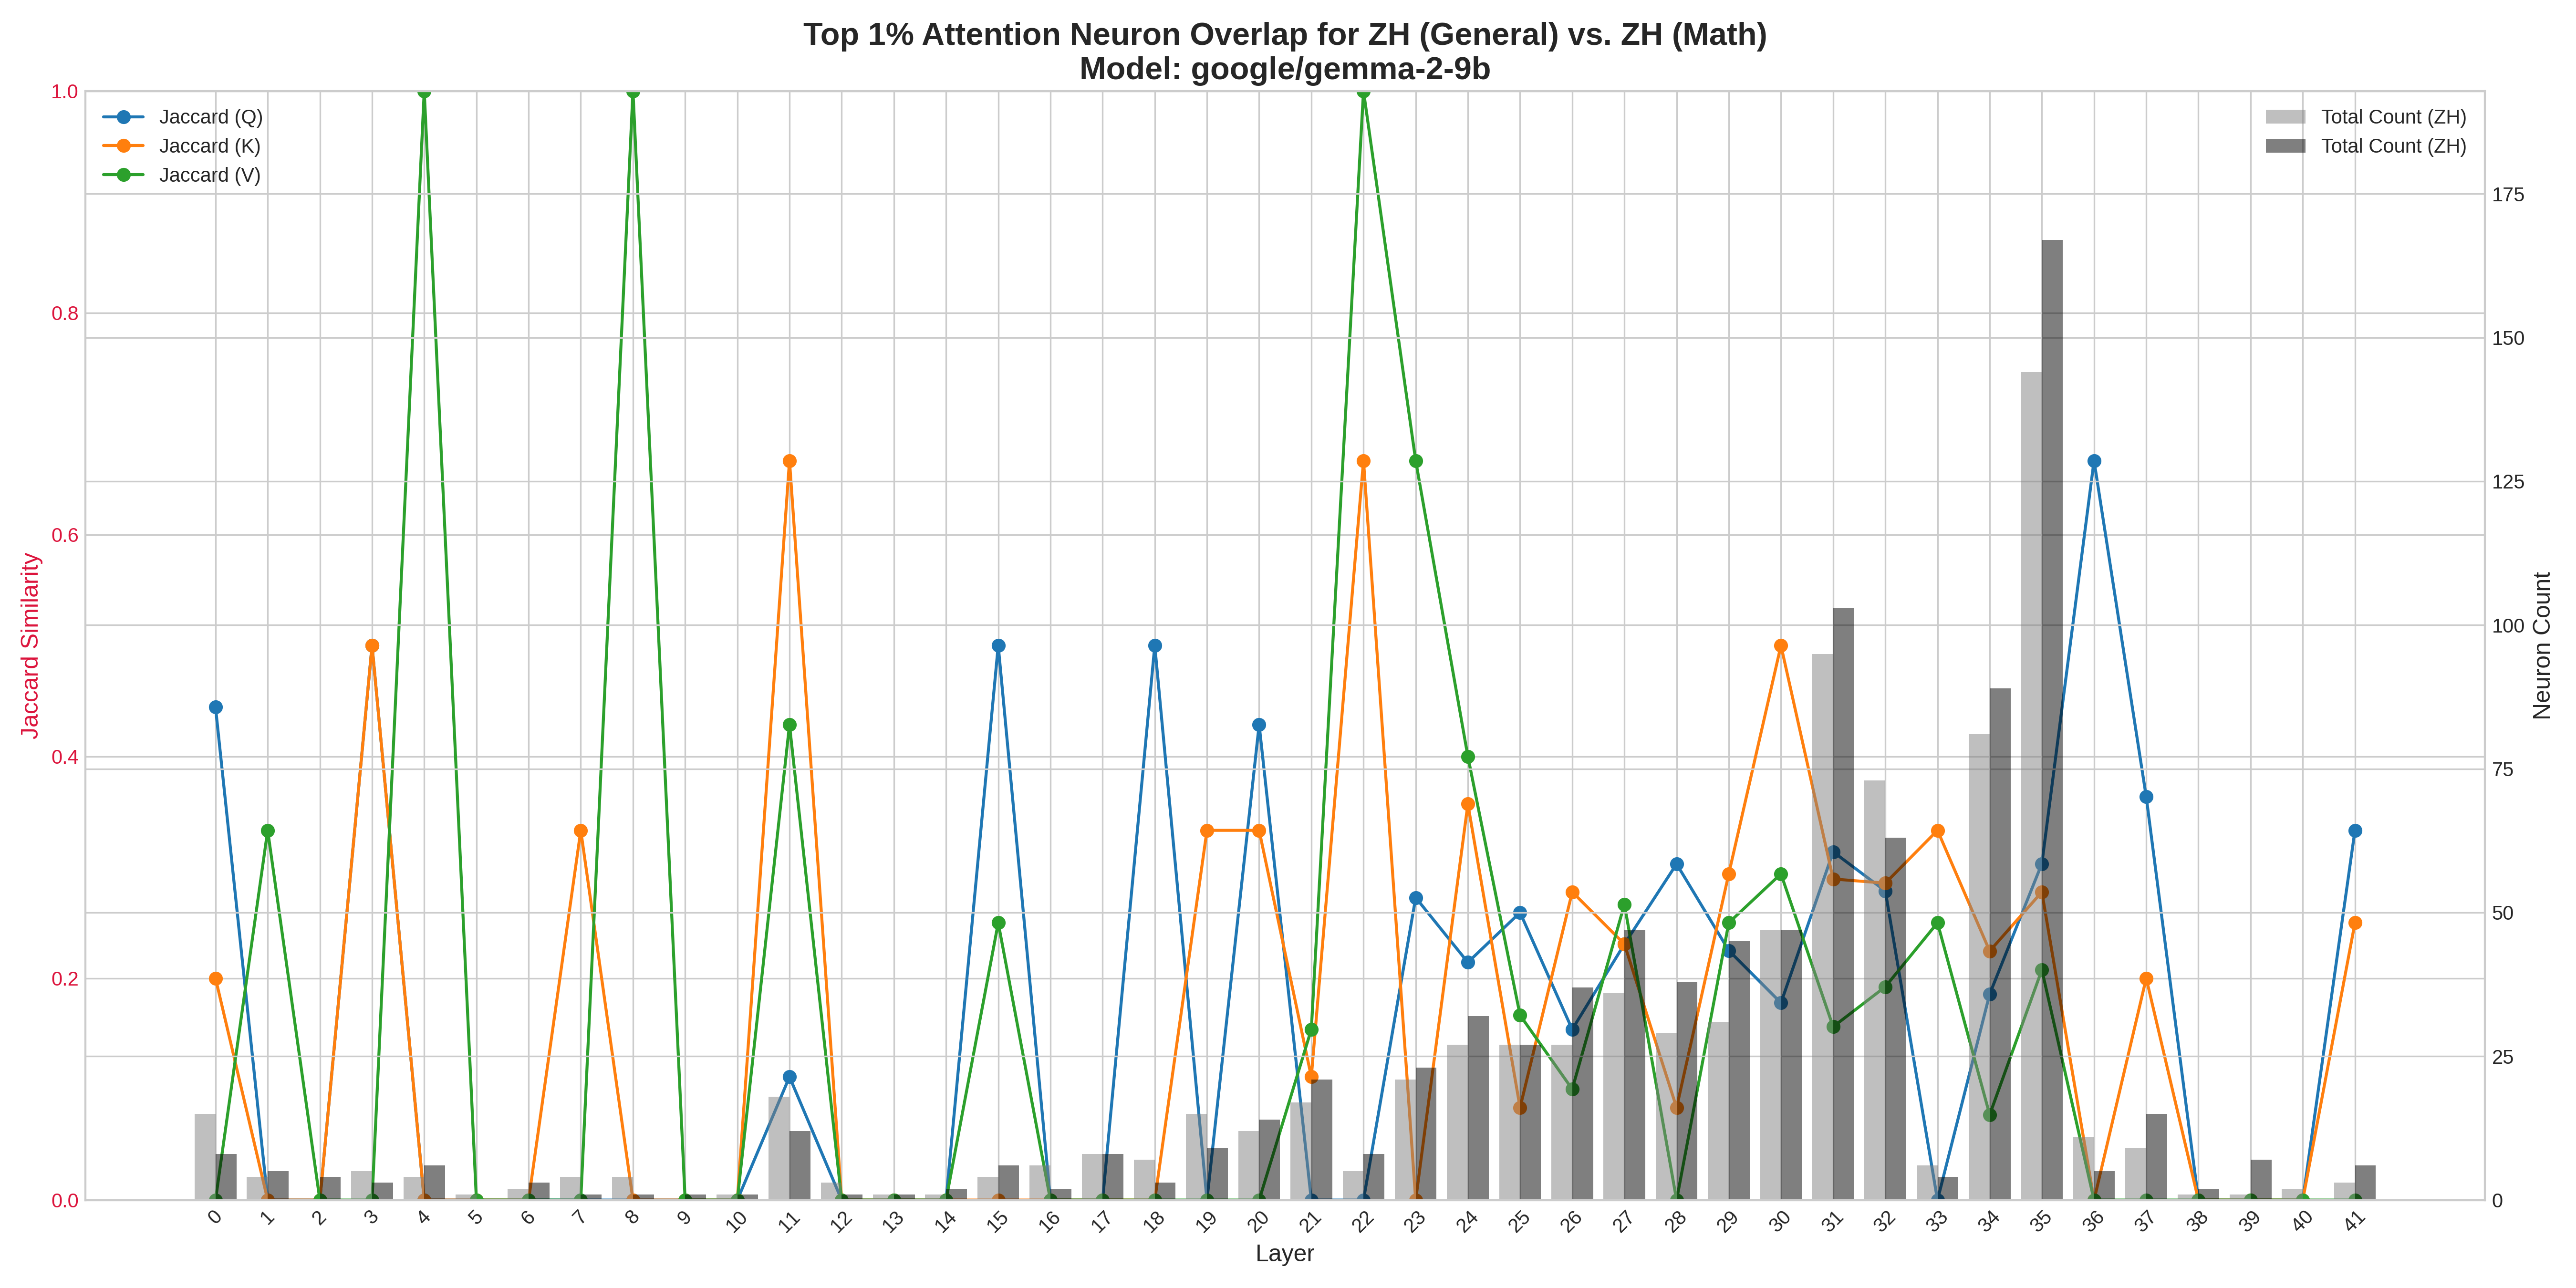 Top 1% Attention Neuron Overlap for ZH (General) vs. ZH (Math)
Model: google/gemma-2-9b
Jaccard (Q)
Jaccard (K)
Jaccard (V)
Total Count (ZH)
Total Count (ZH)
1.0
0.8
0.6
0.4
0.2
0.0
Jaccard Similarity
175
150
125
100
75
50
25
0
Neuron Count
0 1 2 3 4 5 6 7 8 9 10 11 12 13 14 15 16 17 18 19 20 21 22 23 24 25 26 27 28 29 30 31 32 33 34 35 36 37 38 39 40 41
Layer